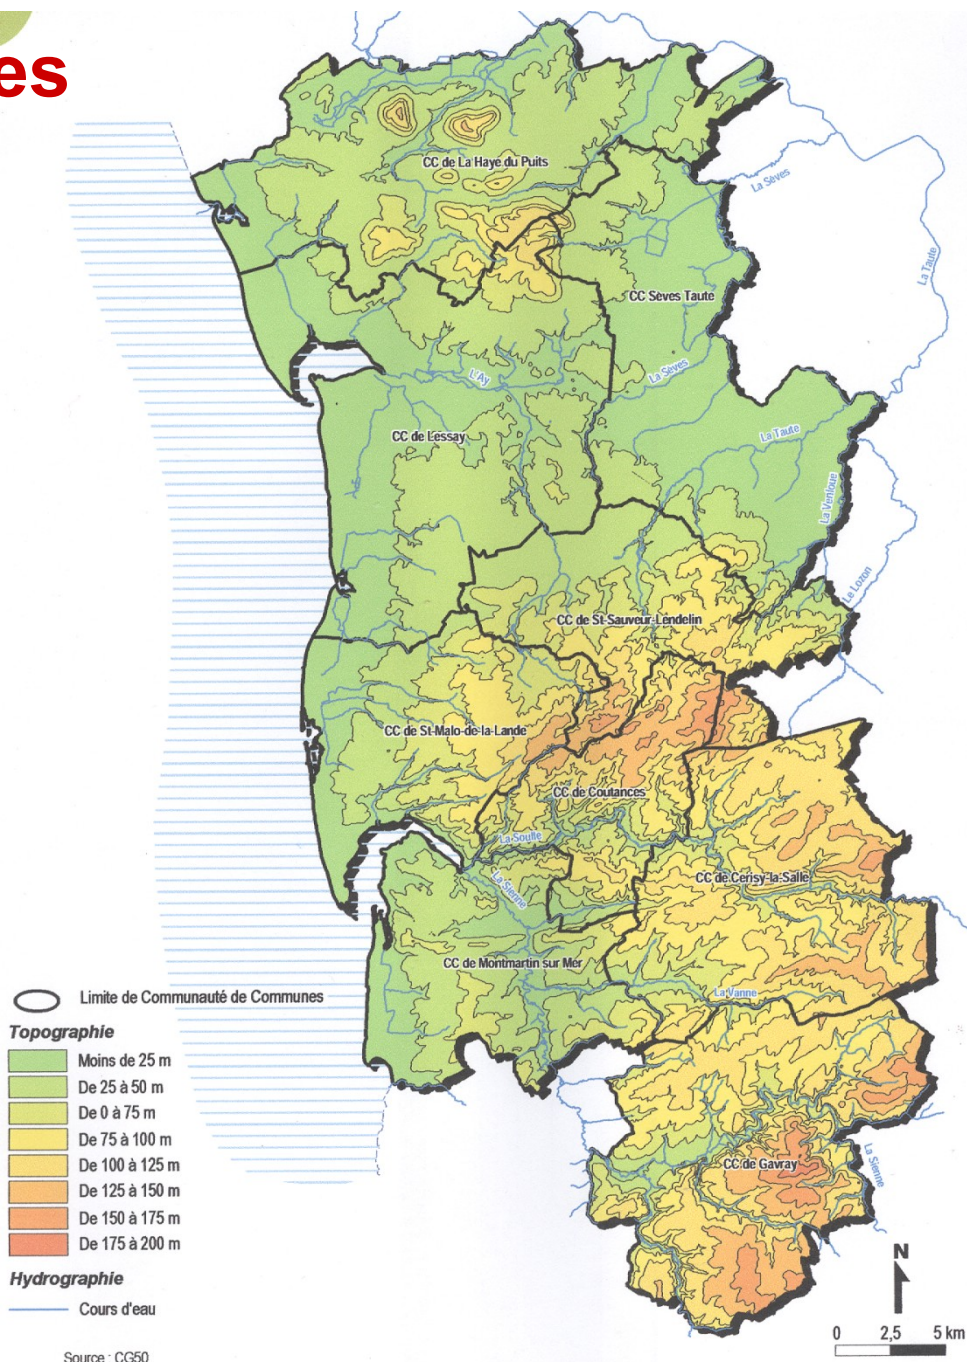 es
CC de La Haye du Puits
La Sèves
La Taute
CC Sèves Taute
La Sèves
L'Ay
CC de Lessay
La Taute
La Venloue
Le Lozon
CC de St-Sauveur-Lendelin
CC de St-Malo-de-la-Lande
CC de Coutances
La Soulle
CC de Cerisy-la-Salle
La Sienne
CC de Montmartin sur Mer
La Vanne
CC de Gavray
La Sienne
Limite de Communauté de Communes
Topographie
Moins de 25 m
De 25 à 50 m
De 0 à 75 m
De 75 à 100 m
De 100 à 125 m
De 125 à 150 m
De 150 à 175 m
De 175 à 200 m
Hydrographie
Cours d'eau
Source : CG50
N
0 2,5 5 km